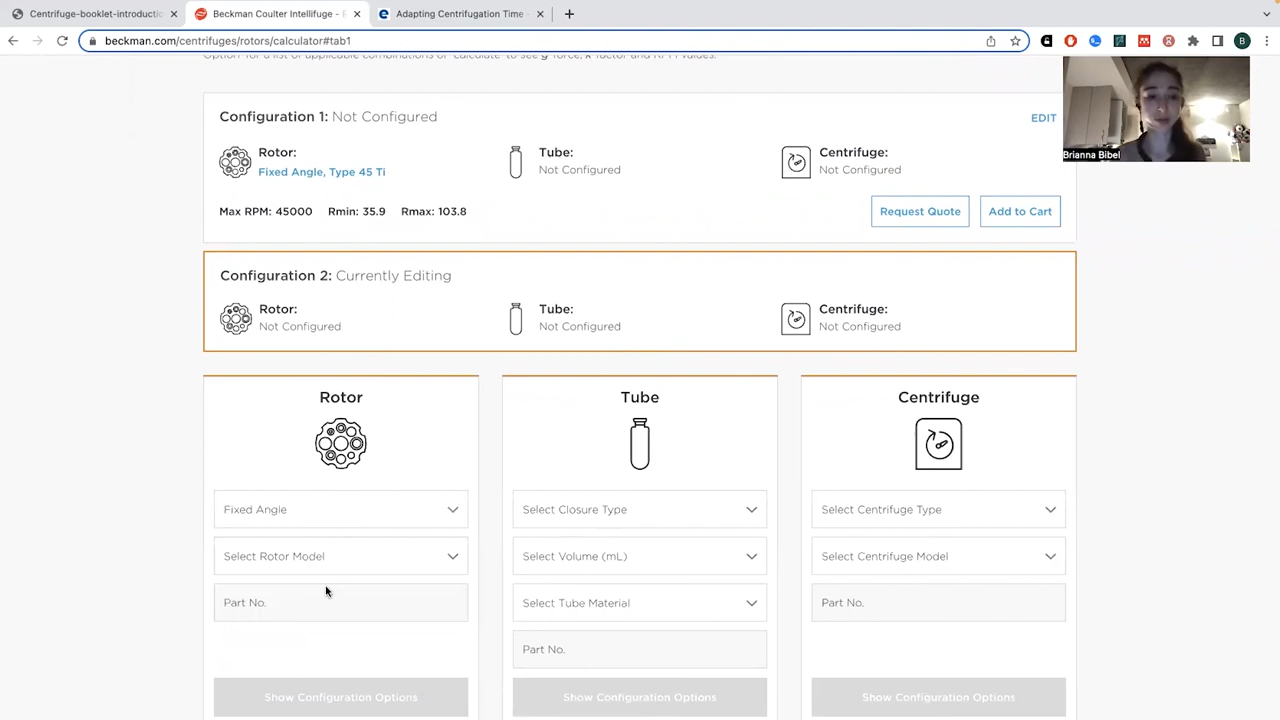 Centrifuge-booklet-introductio
Beckman Coulter Intellifuge -
Adapting Centrifugation Time -
beckman.com/centrifuges/rotors/calculator#tab1
B
Configuration 1: Not Configured
EDIT
Rotor:
Fixed Angle, Type 45 Ti
Tube:
Not Configured
Centrifuge:
Not Configured
Max RPM: 45000 Rmin: 35.9 Rmax: 103.8
Request Quote
Add to Cart
Brianna Bibel
Configuration 2: Currently Editing
Rotor:
Not Configured
Tube:
Not Configured
Centrifuge:
Not Configured
Rotor
Fixed Angle
Select Rotor Model
Part No.
Show Configuration Options
Tube
Select Closure Type
Select Volume (mL)
Select Tube Material
Part No.
Show Configuration Options
Centrifuge
Select Centrifuge Type
Select Centrifuge Model
Part No.
Show Configuration Options